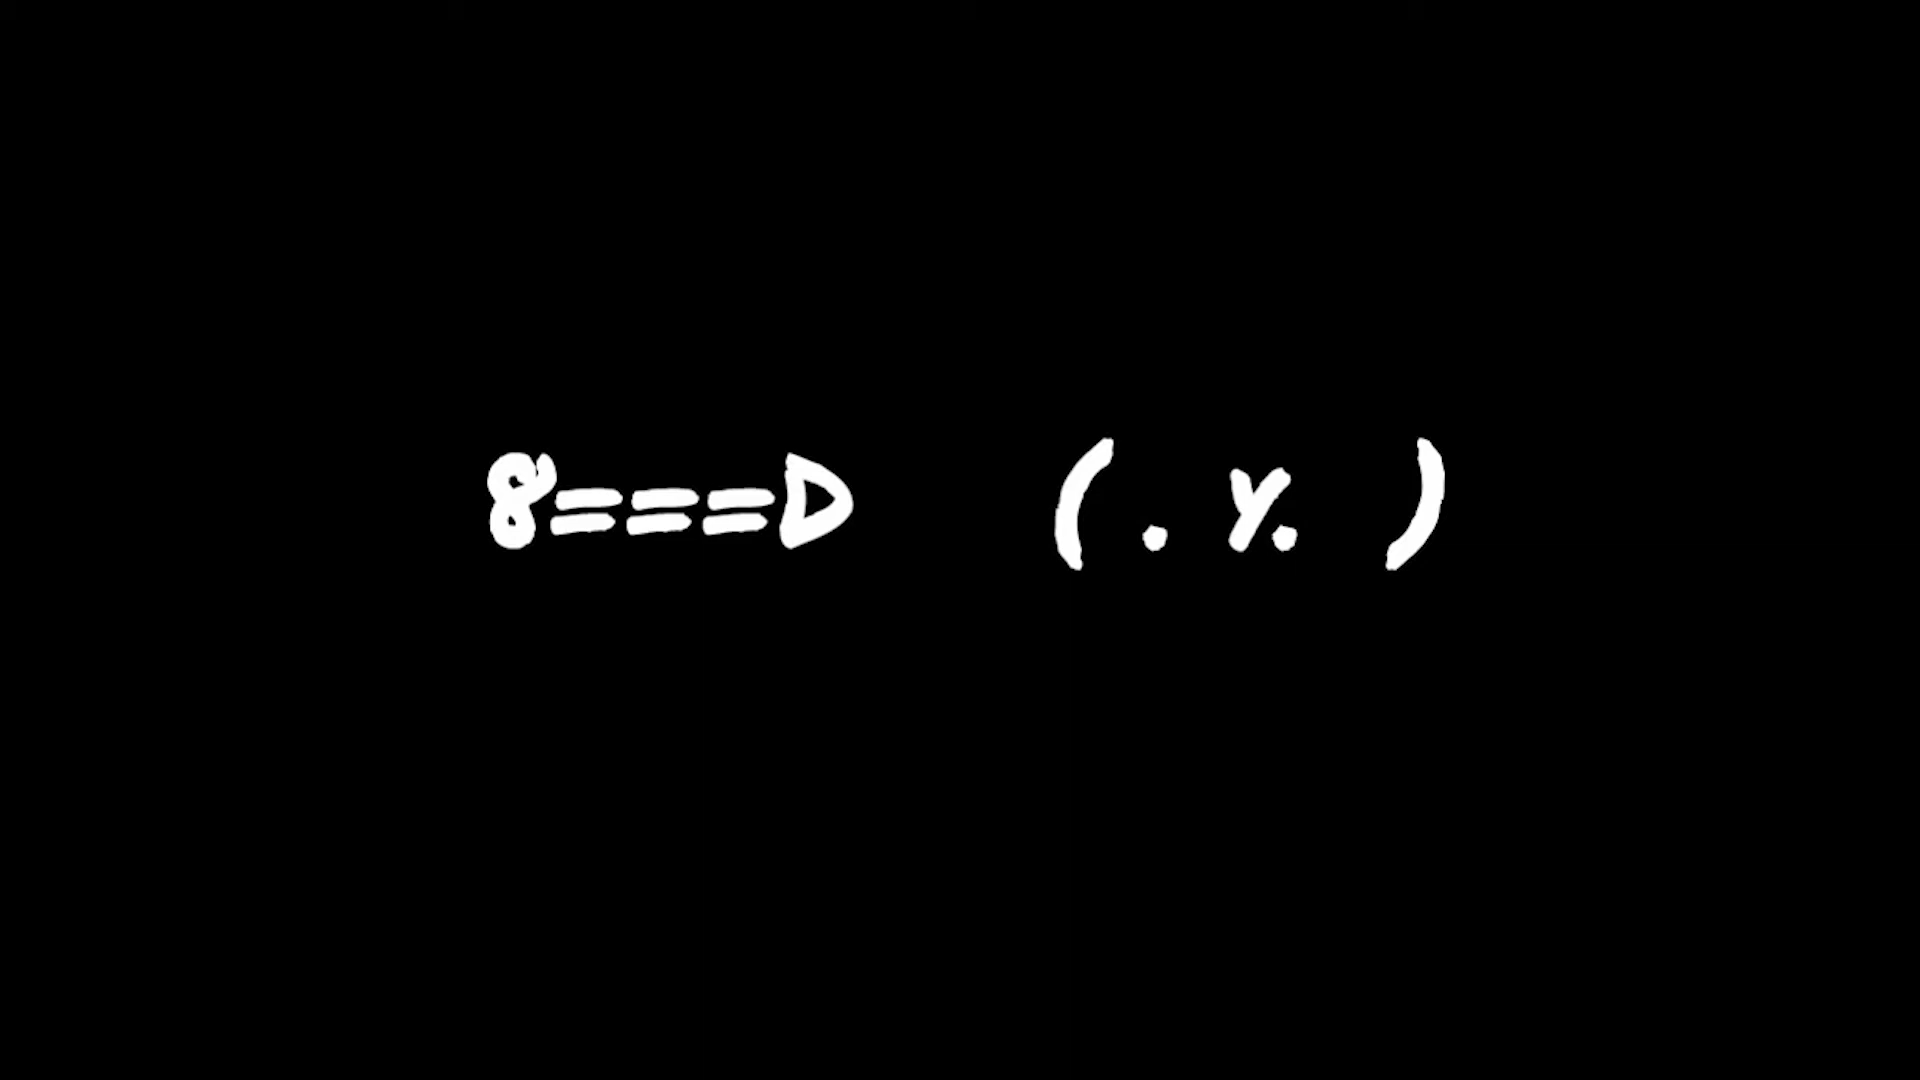 8===D ( . Y. )